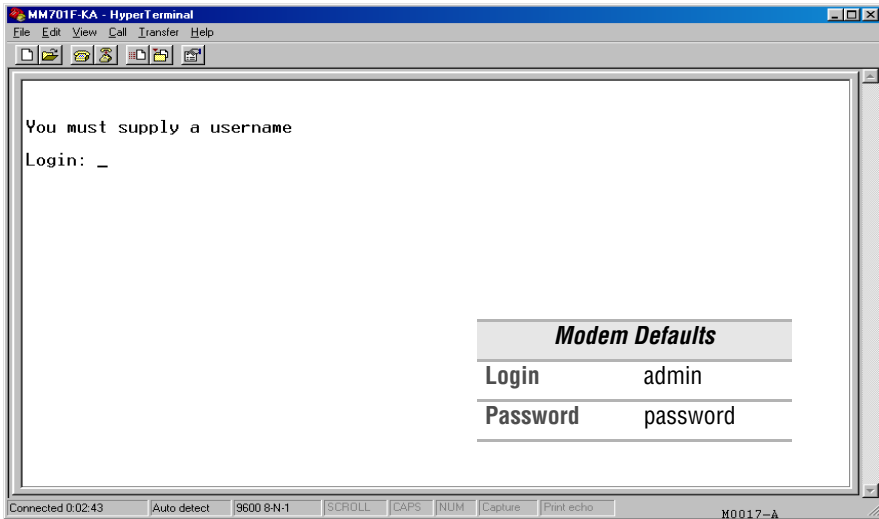 MM701F-KA - HyperTerminal
File Edit View Call Transfer Help
You must supply a username
Login: _
Modem Defaults
Login admin
Password password
Connected 0:02:43 Auto detect 9600 8-N-1 SCROLL CAPS NUM Capture Print echo
M0017-A